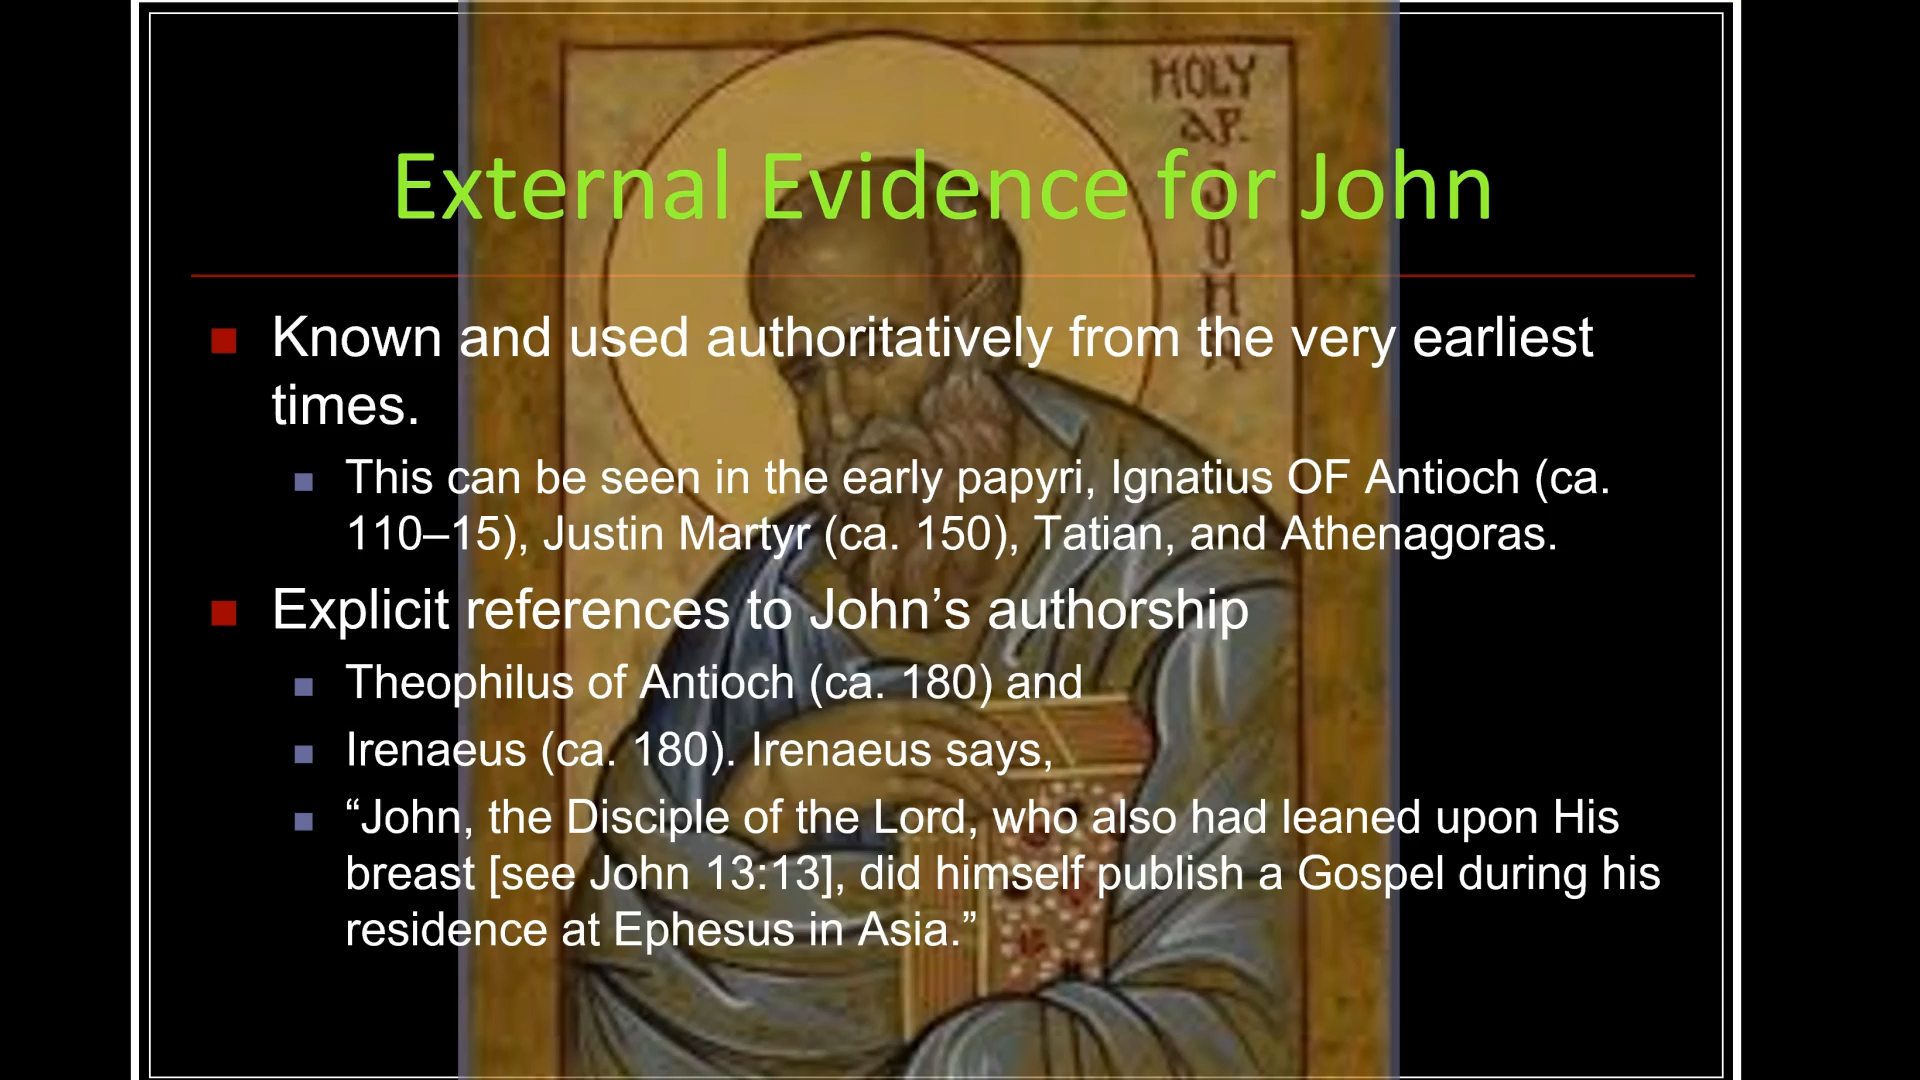 HOLY
AP.
J
O
H
N
External Evidence for John
Known and used authoritatively from the very earliest
times.
This can be seen in the early papyri, Ignatius OF Antioch (ca.
110–15), Justin Martyr (ca. 150), Tatian, and Athenagoras.
Explicit references to John’s authorship
Theophilus of Antioch (ca. 180) and
Irenaeus (ca. 180). Irenaeus says,
“John, the Disciple of the Lord, who also had leaned upon His
breast [see John 13:13], did himself publish a Gospel during his
residence at Ephesus in Asia.”